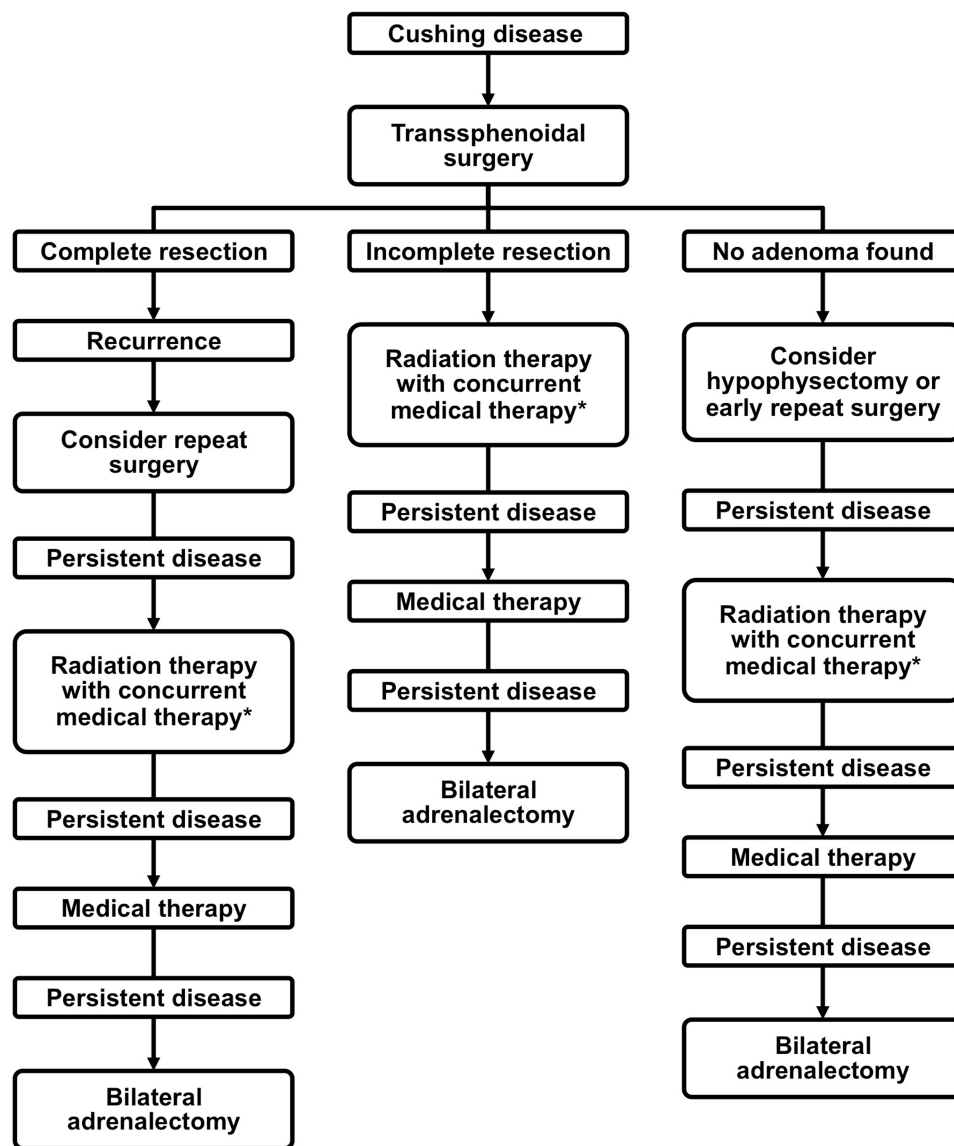 Cushing disease
Transsphenoidal
surgery
Complete resection
Recurrence
Consider repeat
surgery
Persistent disease
Radiation therapy
with concurrent
medical therapy*
Persistent disease
Medical therapy
Persistent disease
Bilateral
adrenalectomy
Incomplete resection
Radiation therapy
with concurrent
medical therapy*
Persistent disease
Medical therapy
Persistent disease
Bilateral
adrenalectomy
No adenoma found
Consider
hypophysectomy or
early repeat surgery
Persistent disease
Radiation therapy
with concurrent
medical therapy*
Persistent disease
Medical therapy
Persistent disease
Bilateral
adrenalectomy